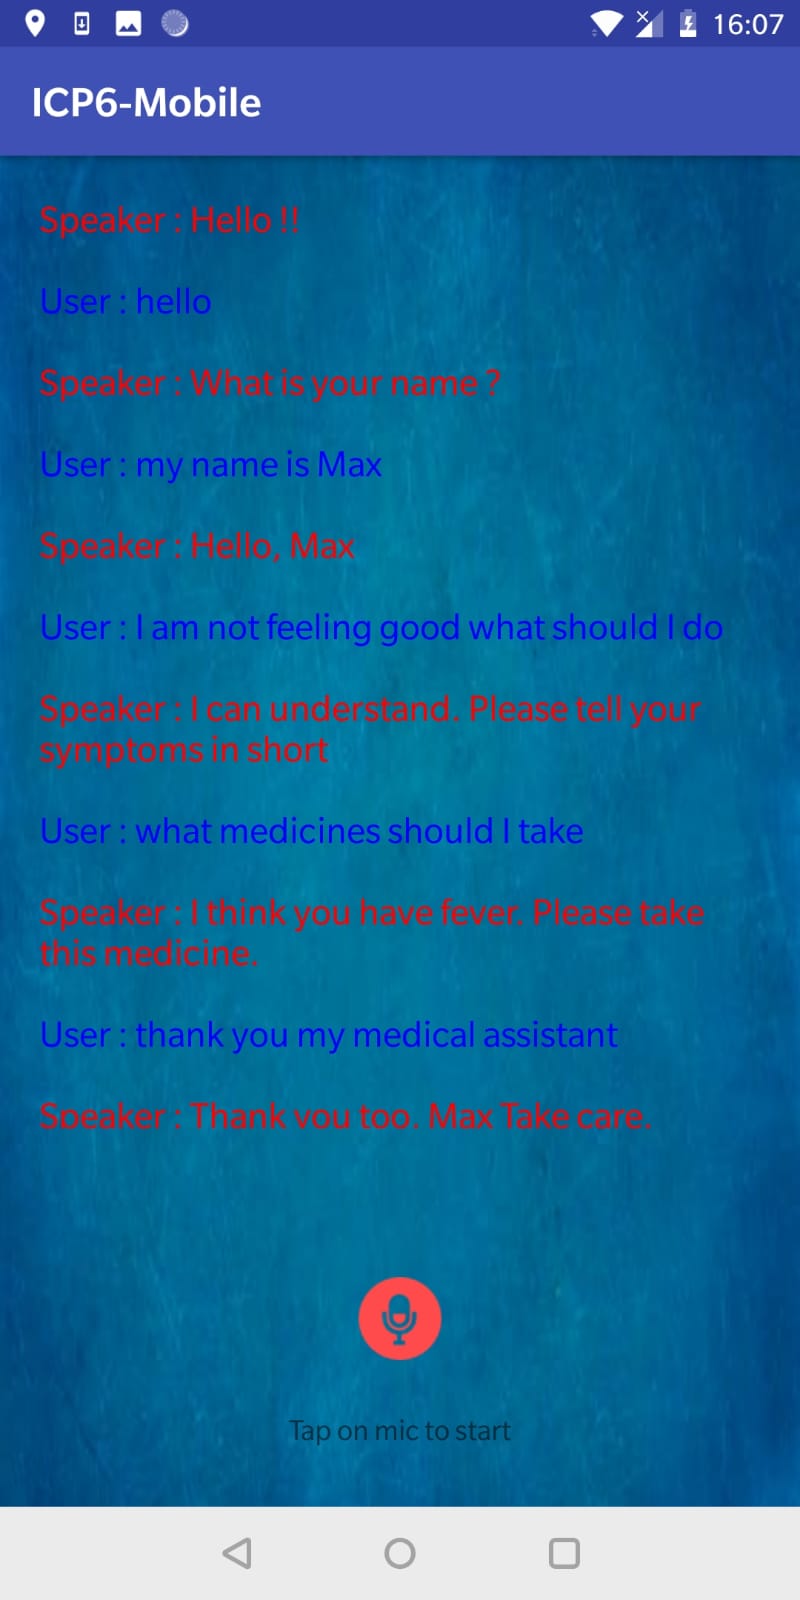 16:07
ICP6-Mobile
Speaker : Hello !!
User : hello
Speaker : What is your name ?
User : my name is Max
Speaker : Hello, Max
User : I am not feeling good what should I do
Speaker : I can understand. Please tell your
symptoms in short
User : what medicines should I take
Speaker : I think you have fever. Please take
this medicine.
User : thank you my medical assistant
Speaker : Thank you too. Max Take care.
Tap on mic to start